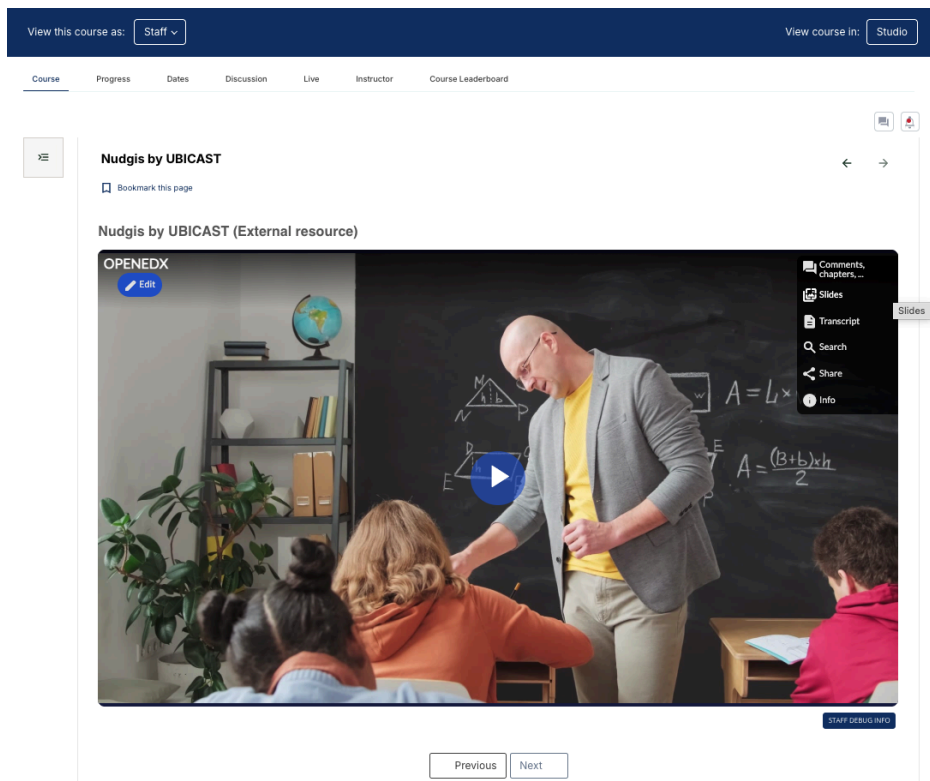 View this course as: Staff View course in: Studio
Course Progress Dates Discussion Live Instructor Course Leaderboard
Nudgis by UBICAST
Bookmark this page
Nudgis by UBICAST (External resource)
OPENEDX
Edit
Comments,
chapters, ...
Slides
Slides
Transcript
Search
Share
Info
M
h b
N P
w
A = L ×
D
E
E
P
A = (B+b)xh
2
STAFF DEBUG INFO
Previous Next